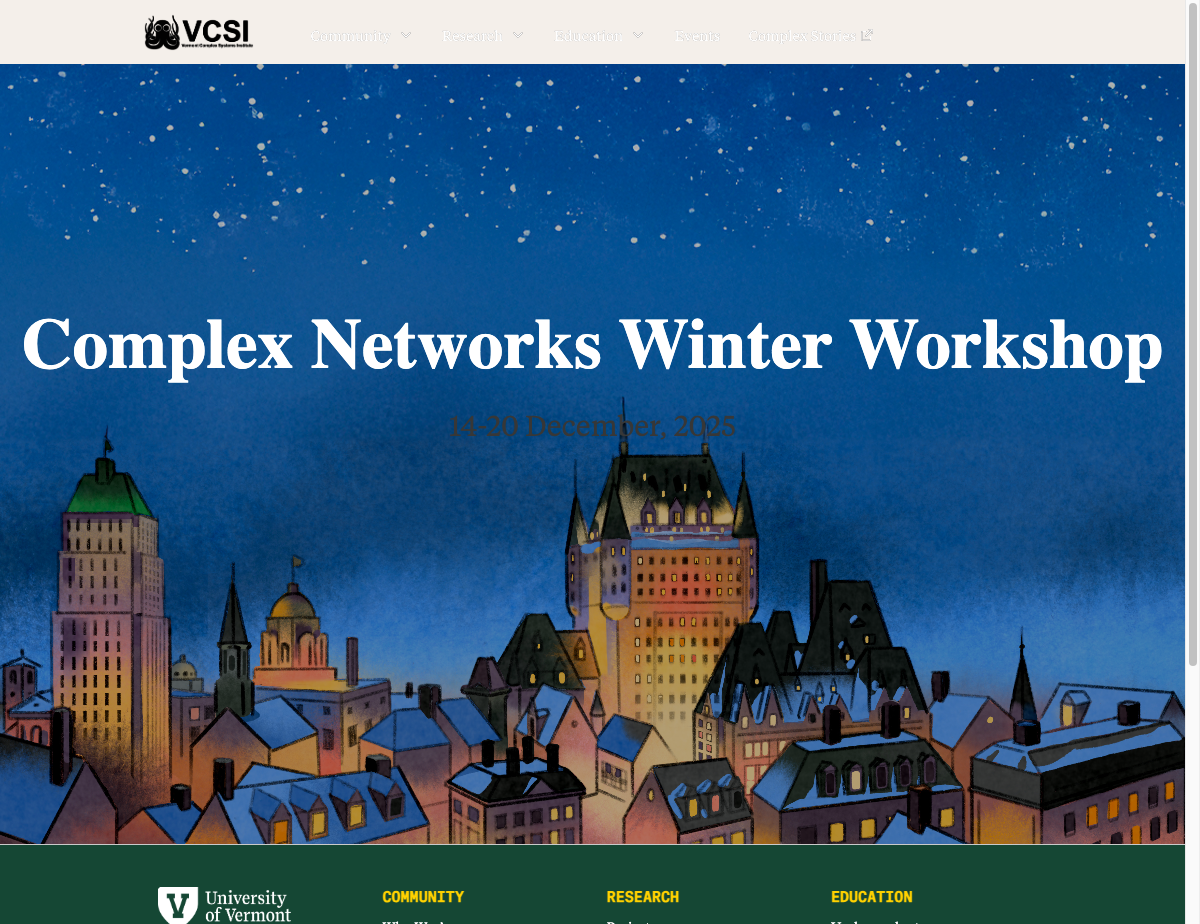 VCSI
Vermont Complex Systems Institute
Community
Research
Education
Events
Complex Stories
Complex Networks Winter Workshop
14-20 December, 2025
University
of Vermont
COMMUNITY
RESEARCH
EDUCATION